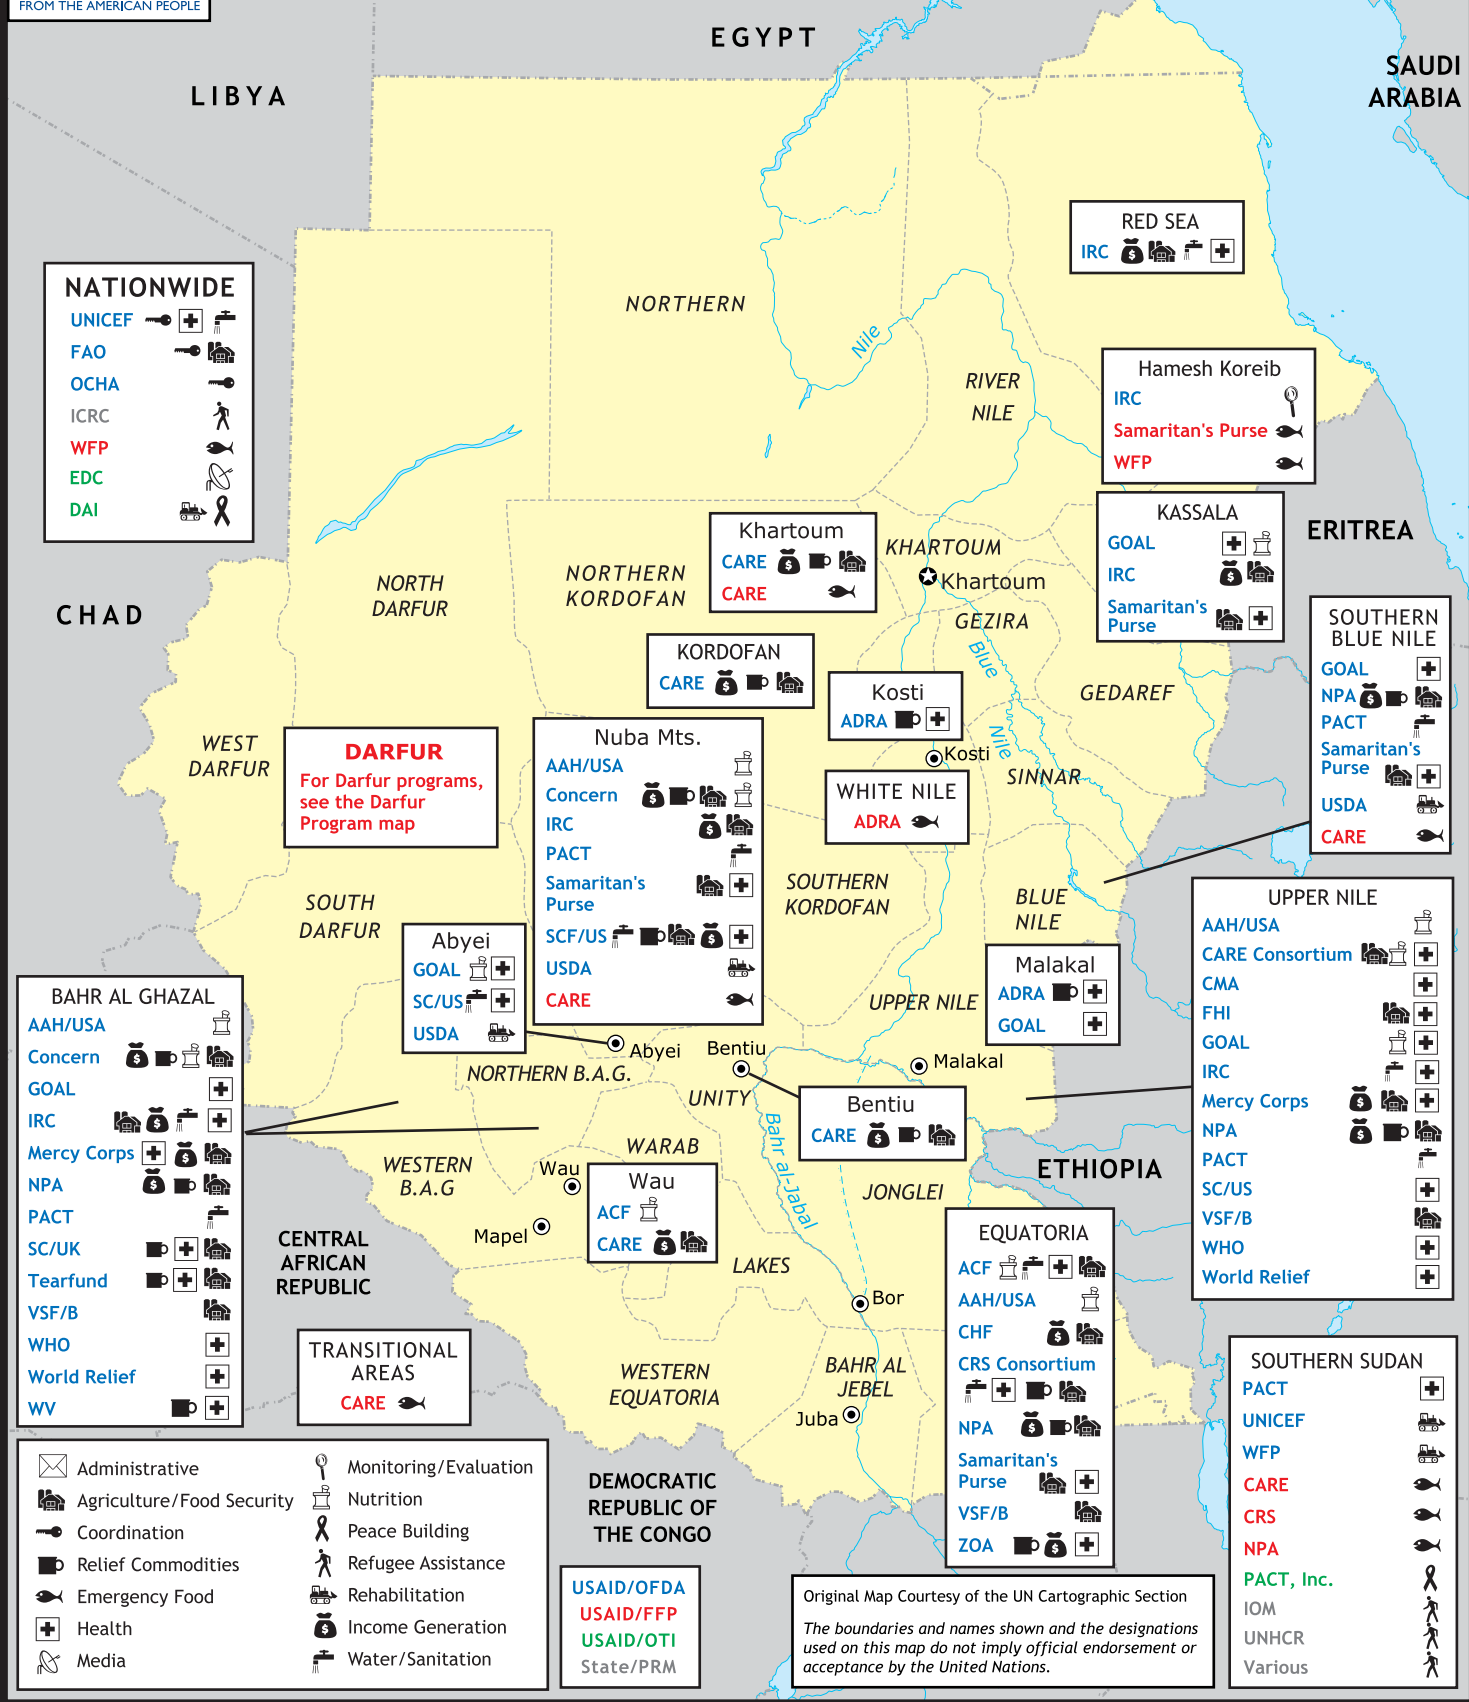 FROM THE AMERICAN PEOPLE
EGYPT
LIBYA
SAUDI
ARABIA
RED SEA
IRC
NATIONWIDE
UNICEF
FAO
OCHA
ICRC
WFP
EDC
DAI
NORTHERN
Nile
RIVER
NILE
Hamesh Koreib
IRC
Samaritan's Purse
WFP
KASSALA
GOAL
IRC
Samaritan's
Purse
ERITREA
Khartoum
CARE
CARE
KHARTOUM
Khartoum
NORTHERN
KORDOFAN
NORTH
DARFUR
CHAD
GEZIRA
Blue
Nile
GEDAREF
SOUTHERN
BLUE NILE
GOAL
NPA
PACT
Samaritan's
Purse
USDA
CARE
KORDOFAN
CARE
Kosti
ADRA
Kosti
WEST
DARFUR
DARFUR
For Darfur programs,
see the Darfur
Program map
Nuba Mts.
AAH/USA
Concern
IRC
PACT
Samaritan's
Purse
SCF/US
USDA
CARE
WHITE NILE
ADRA
SINNAR
SOUTHERN
KORDOFAN
BLUE
NILE
SOUTH
DARFUR
Abyei
GOAL
SC/US
USDA
UPPER NILE
Malakal
ADRA
GOAL
UPPER NILE
AAH/USA
CARE Consortium
CMA
FHI
GOAL
IRC
Mercy Corps
NPA
PACT
SC/US
VSF/B
WHO
World Relief
BAHR AL GHAZAL
AAH/USA
Concern
GOAL
IRC
Mercy Corps
NPA
PACT
SC/UK
Tearfund
VSF/B
WHO
World Relief
WV
Abyei
Bentiu
Malakal
NORTHERN B.A.G.
UNITY
Bentiu
CARE
Bahr al-Jabal
WARAB
WESTERN
B.A.G
Wau
Wau
ACF
CARE
Mapel
JONGLEI
ETHIOPIA
CENTRAL
AFRICAN
REPUBLIC
LAKES
Bor
EQUATORIA
ACF
AAH/USA
CHF
CRS Consortium
NPA
Samaritan's
Purse
VSF/B
ZOA
TRANSITIONAL
AREAS
CARE
WESTERN
EQUATORIA
BAHR AL
JEBEL
Juba
SOUTHERN SUDAN
PACT
UNICEF
WFP
CARE
CRS
NPA
PACT, Inc.
IOM
UNHCR
Various
Administrative
Agriculture/Food Security
Coordination
Relief Commodities
Emergency Food
Health
Media
Monitoring/Evaluation
Nutrition
Peace Building
Refugee Assistance
Rehabilitation
Income Generation
Water/Sanitation
DEMOCRATIC
REPUBLIC OF
THE CONGO
USAID/OFDA
USAID/FFP
USAID/OTI
State/PRM
Original Map Courtesy of the UN Cartographic Section
The boundaries and names shown and the designations
used on this map do not imply official endorsement or
acceptance by the United Nations.